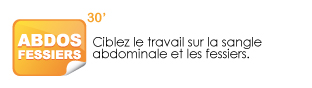 30'
ABDOS
FESSIERS
Ciblez le travail sur la sangle
abdominale et les fessiers.